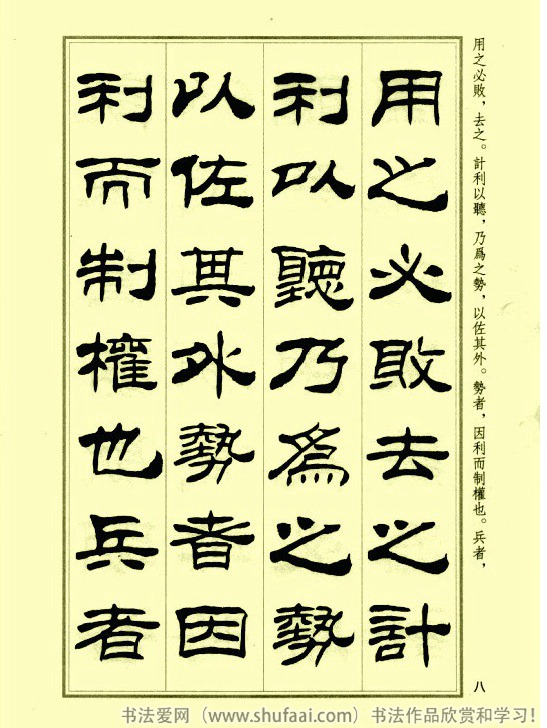 用之必敗，去之。計利以聽，乃爲之勢，以佐其外。勢者，因利而制權也。兵者，
用之必敗去之計
利以聽乃爲之勢
以佐其外勢者因
利而制權也兵者
八
书法爱网（www.shufaai.com）书法作品欣赏和学习！